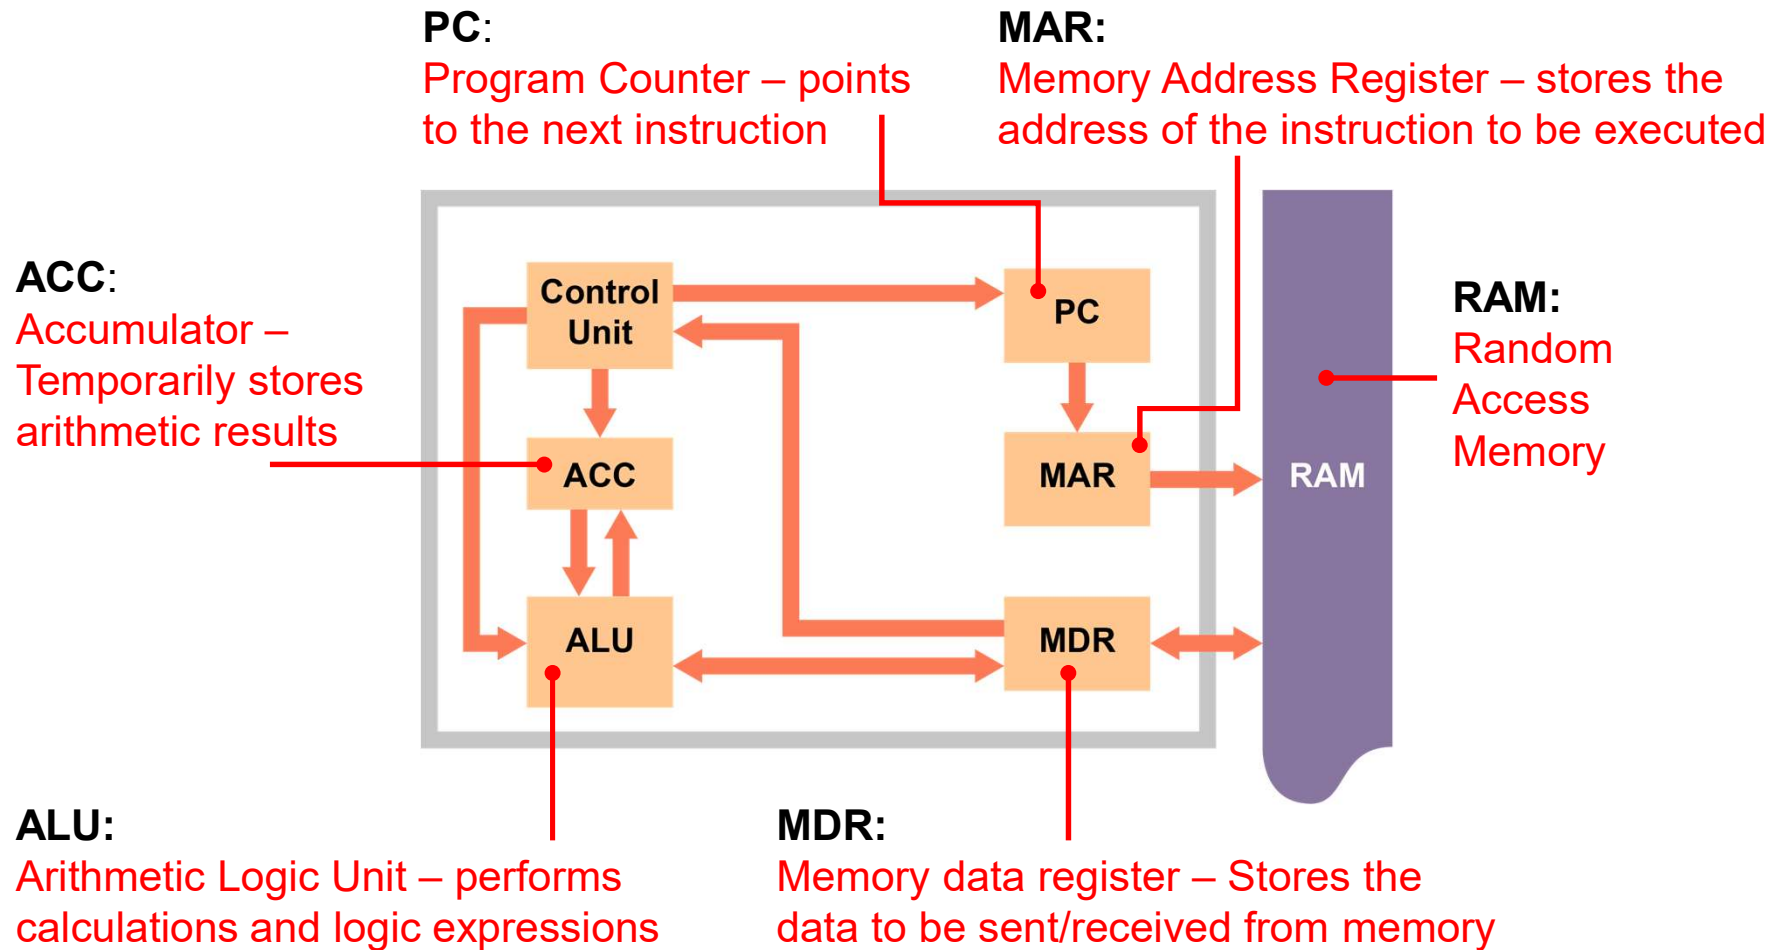 PC:
Program Counter – points
to the next instruction
MAR:
Memory Address Register – stores the
address of the instruction to be executed
ACC:
Accumulator –
Temporarily stores
arithmetic results
Control
Unit
PC
ACC
MAR
ALU
MDR
RAM
RAM:
Random
Access
Memory
ALU:
Arithmetic Logic Unit – performs
calculations and logic expressions
MDR:
Memory data register – Stores the
data to be sent/received from memory